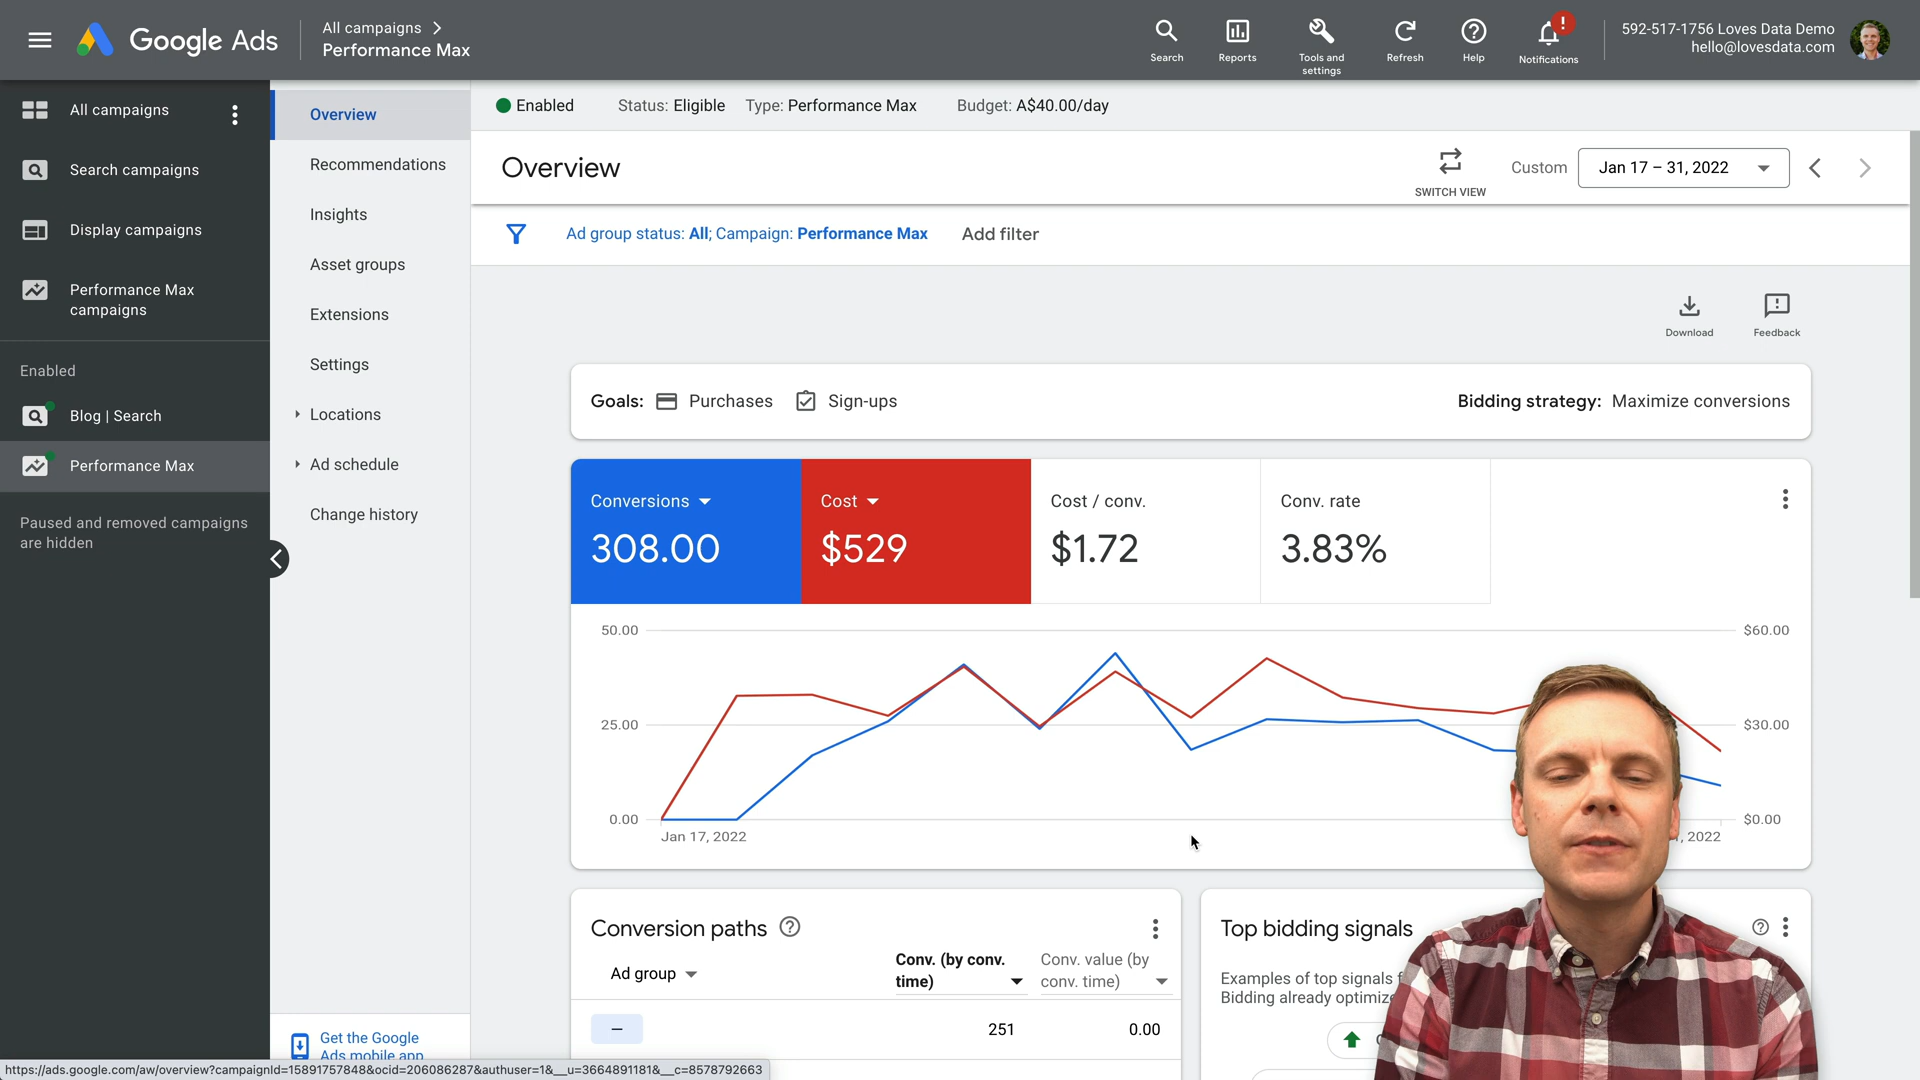 Google Ads
All campaigns
Performance Max
Search
Reports
Tools and
settings
Refresh
Help
!
Notifications
592-517-1756 Loves Data Demo
hello@lovesdata.com
All campaigns
Search campaigns
Display campaigns
Performance Max
campaigns
Enabled
Blog | Search
Performance Max
Paused and removed campaigns
are hidden
Overview
Recommendations
Insights
Asset groups
Extensions
Settings
Locations
Ad schedule
Change history
Get the Google
Ads mobile app
Enabled
Status: Eligible
Type: Performance Max
Budget: A$40.00/day
Overview
SWITCH VIEW
Custom
Jan 17 – 31, 2022
Ad group status: All; Campaign: Performance Max
Add filter
Download
Feedback
Goals:
Purchases
Sign-ups
Bidding strategy: Maximize conversions
Conversions
308.00
Cost
$529
Cost / conv.
$1.72
Conv. rate
3.83%
50.00
25.00
0.00
$60.00
$30.00
$0.00
Jan 17, 2022
, 2022
Conversion paths
Ad group
Conv. (by conv.
time)
Conv. value (by
conv. time)
–
251
0.00
Top bidding signals
Examples of top signals
Bidding already optimize
https://ads.google.com/aw/overview?campaignId=15891757848&ocid=206086287&authuser=1&__u=3664891181&__c=8578792663